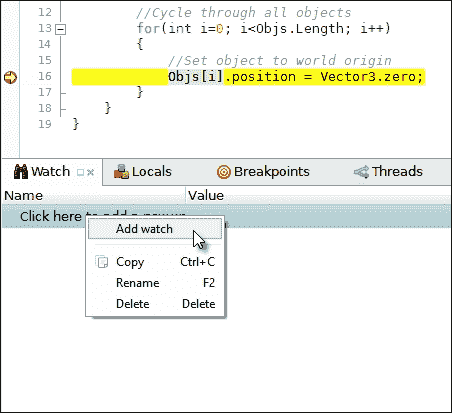 12 //Cycle through all objects
13 for(int i=0; i<Objs.Length; i++)
14 {
15 //Set object to world origin
16 Objs[i].position = Vector3.zero;
17 }
18 }
19 }
Watch Locals Breakpoints Threads
Name Value
Click here to add a new
Add watch
Copy Ctrl+C
Rename F2
Delete Delete